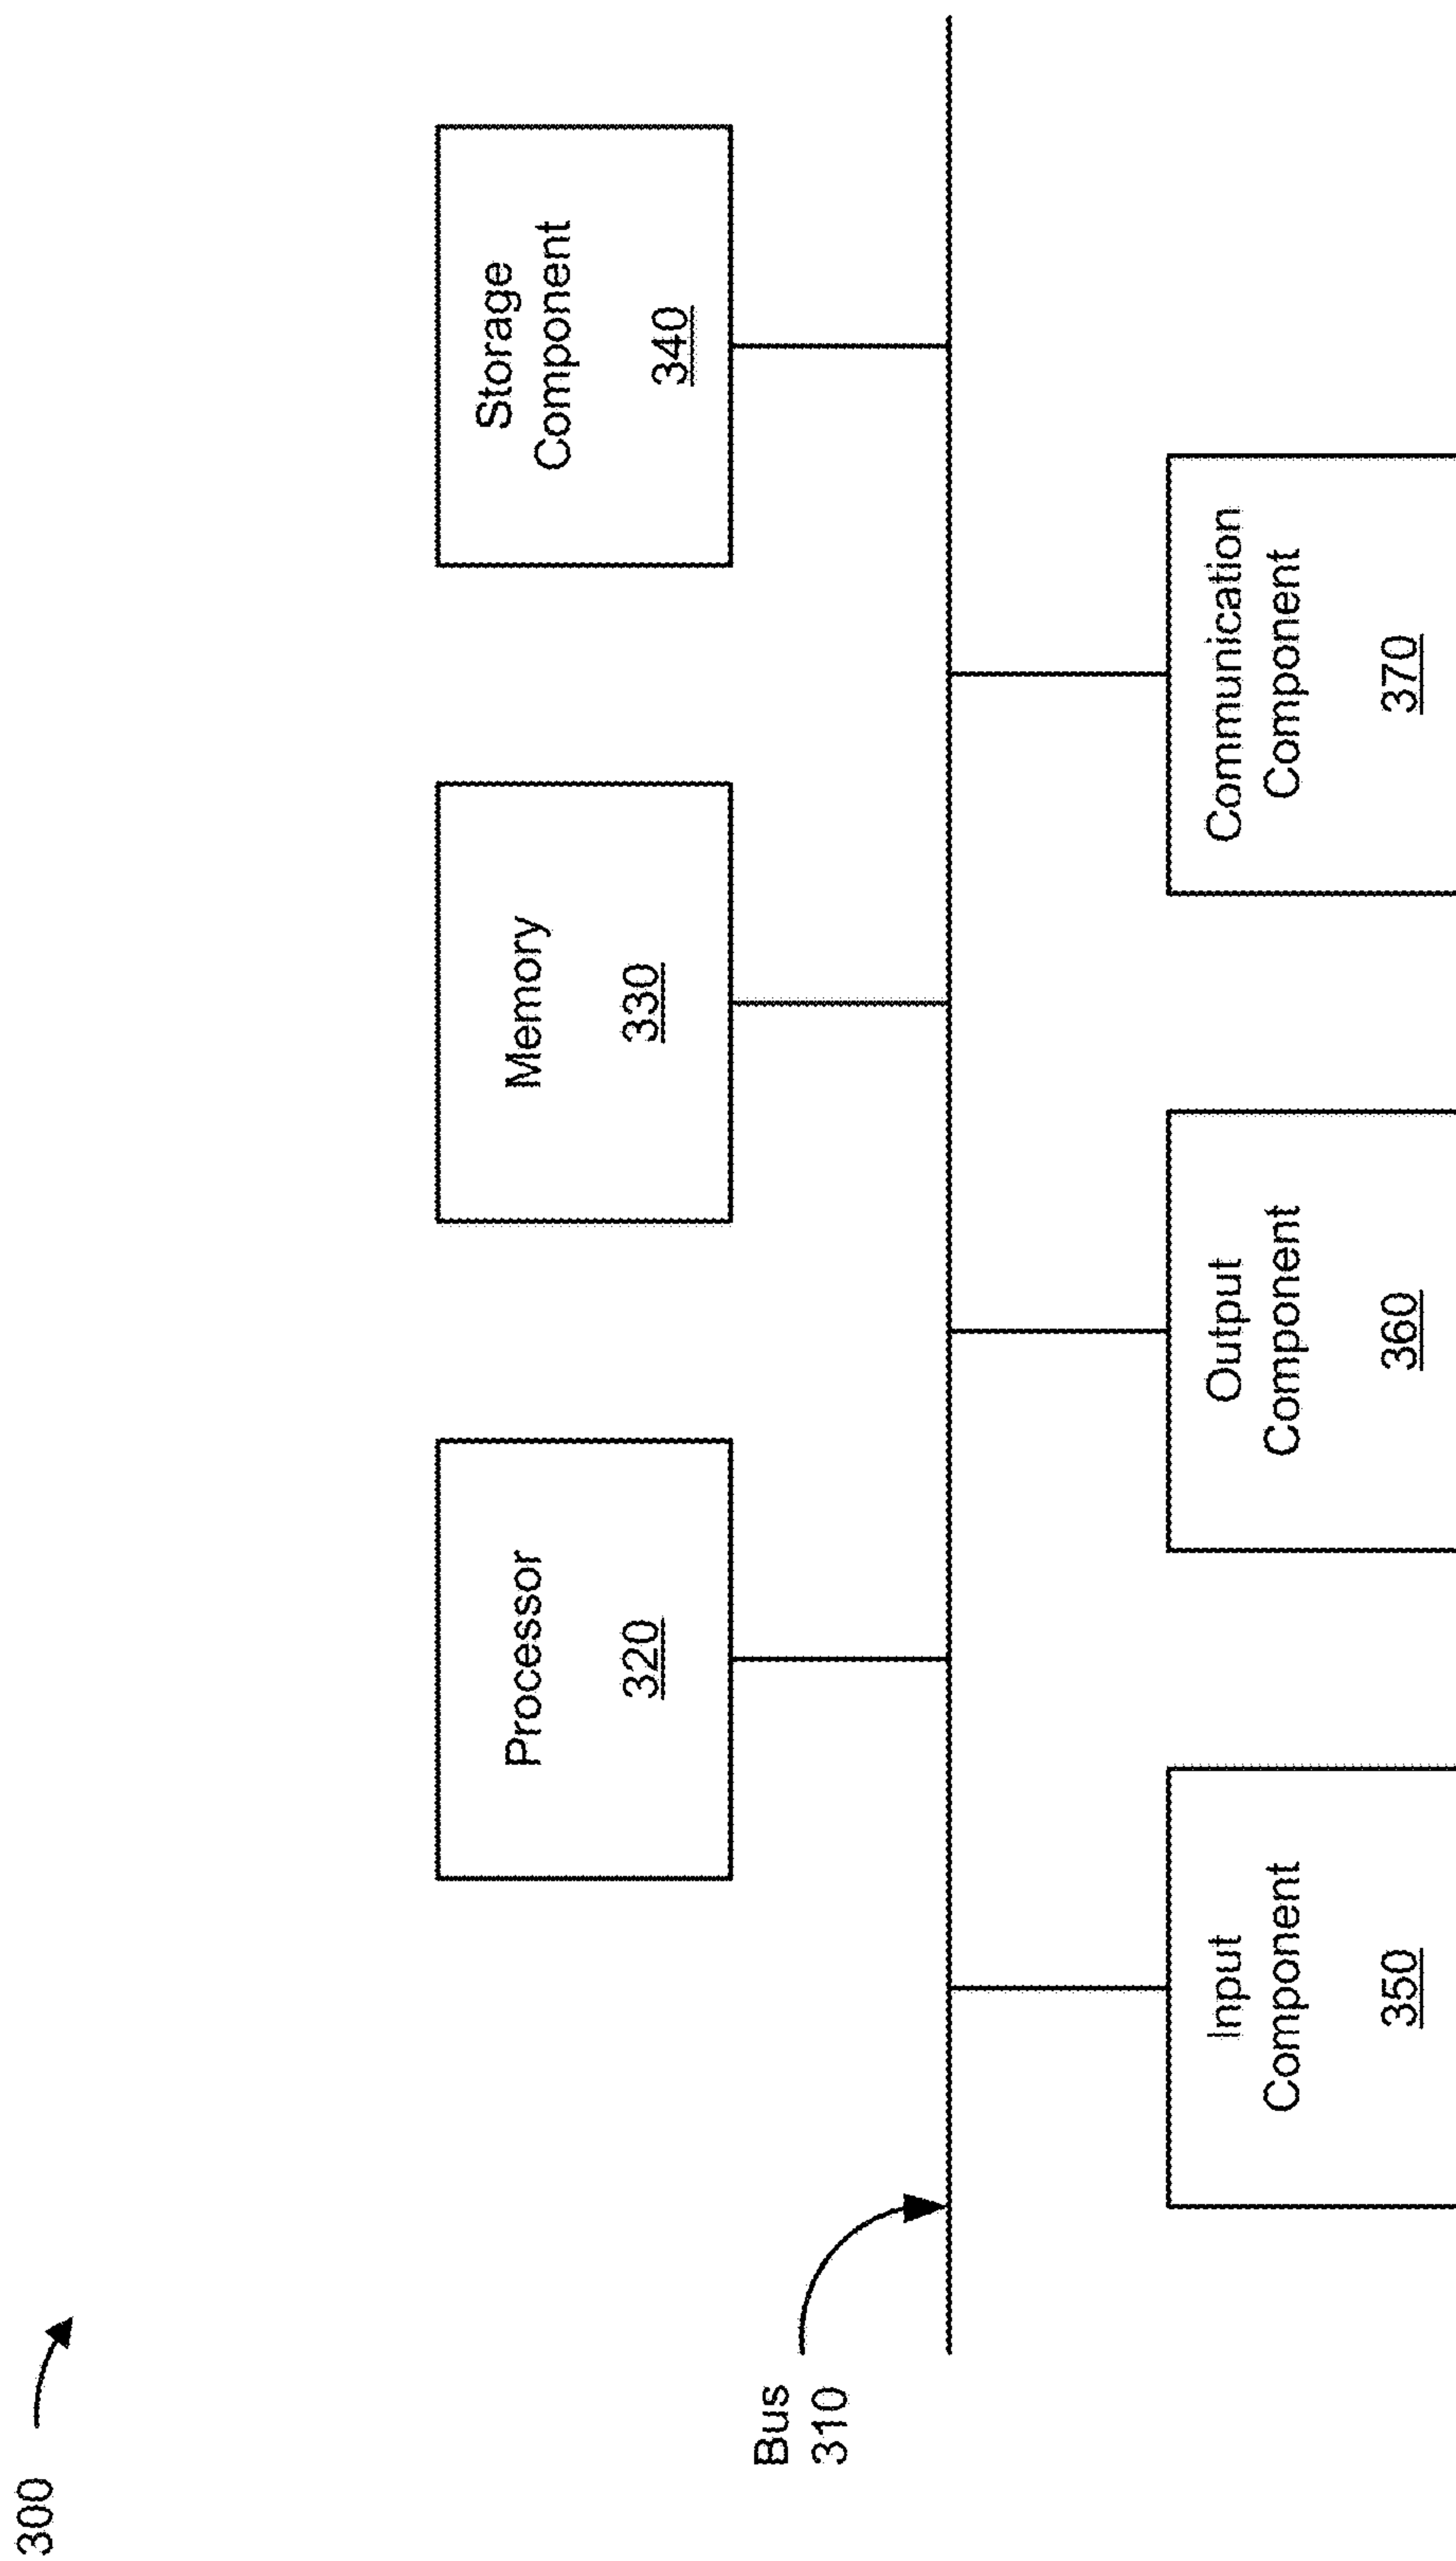 300
Processor
320
Memory
330
Storage
Component
340
Bus
310
Input
Component
350
Output
Component
360
Communication
Component
370